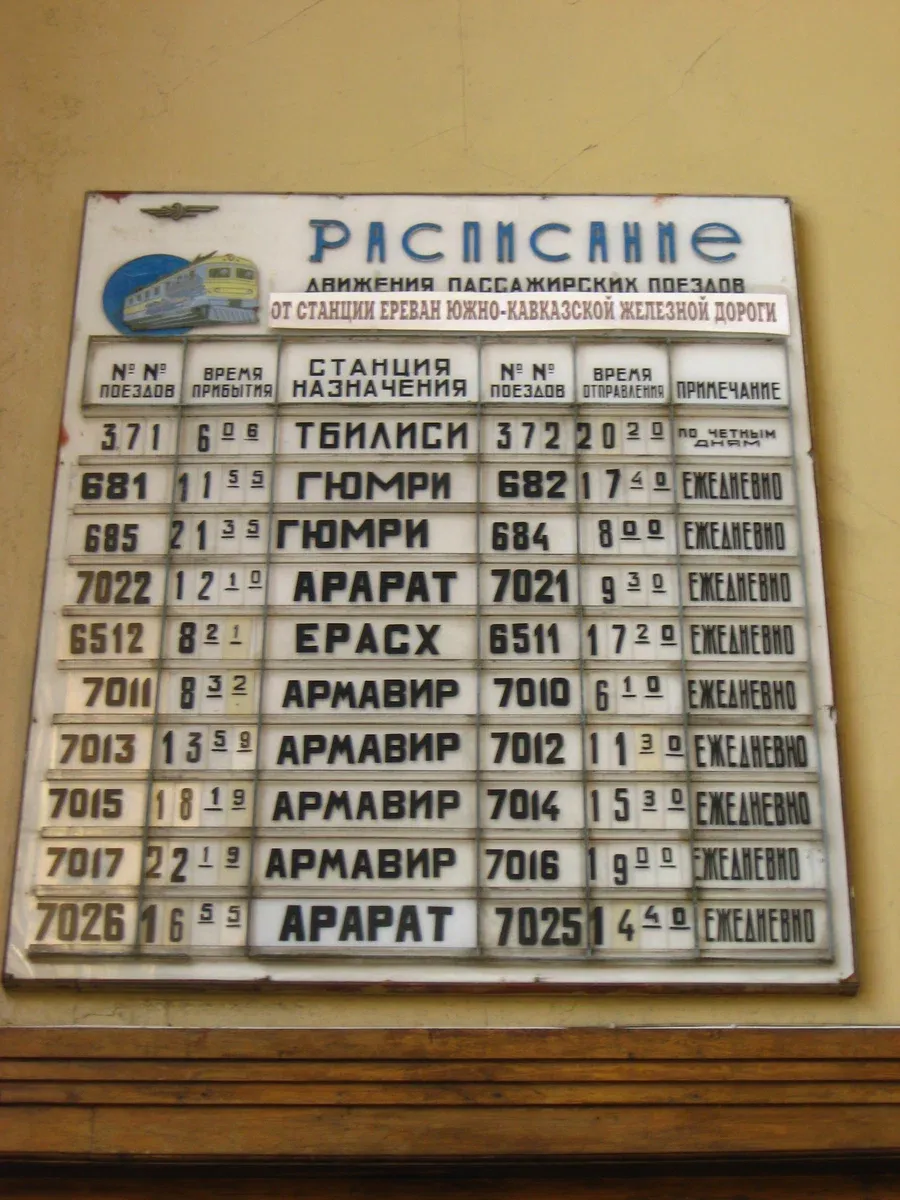 РАСПИСАНИЕ
ДВИЖЕНИЯ ПАССАЖИРСКИХ ПОЕЗДОВ
ОТ СТАНЦИИ ЕРЕВАН ЮЖНО-КАВКАЗСКОЙ ЖЕЛЕЗНОЙ ДОРОГИ
№ № ПОЕЗДОВ ВРЕМЯ ПРИБЫТИЯ СТАНЦИЯ НАЗНАЧЕНИЯ № № ПОЕЗДОВ ВРЕМЯ ОТПРАВЛЕНИЯ ПРИМЕЧАНИЕ
371 6 06 ТБИЛИСИ 372 20 20 ПО ЧЕТНЫМ ДНЯМ
681 11 55 ГЮМРИ 682 17 40 ЕЖЕДНЕВНО
685 21 35 ГЮМРИ 684 8 00 ЕЖЕДНЕВНО
7022 12 10 АРАРАТ 7021 9 30 ЕЖЕДНЕВНО
6512 8 21 ЕРАСХ 6511 17 20 ЕЖЕДНЕВНО
7011 8 32 АРМАВИР 7010 6 10 ЕЖЕДНЕВНО
7013 13 59 АРМАВИР 7012 11 30 ЕЖЕДНЕВНО
7015 18 19 АРМАВИР 7014 15 30 ЕЖЕДНЕВНО
7017 22 19 АРМАВИР 7016 19 00 ЕЖЕДНЕВНО
7026 16 55 АРАРАТ 7025 14 40 ЕЖЕДНЕВНО